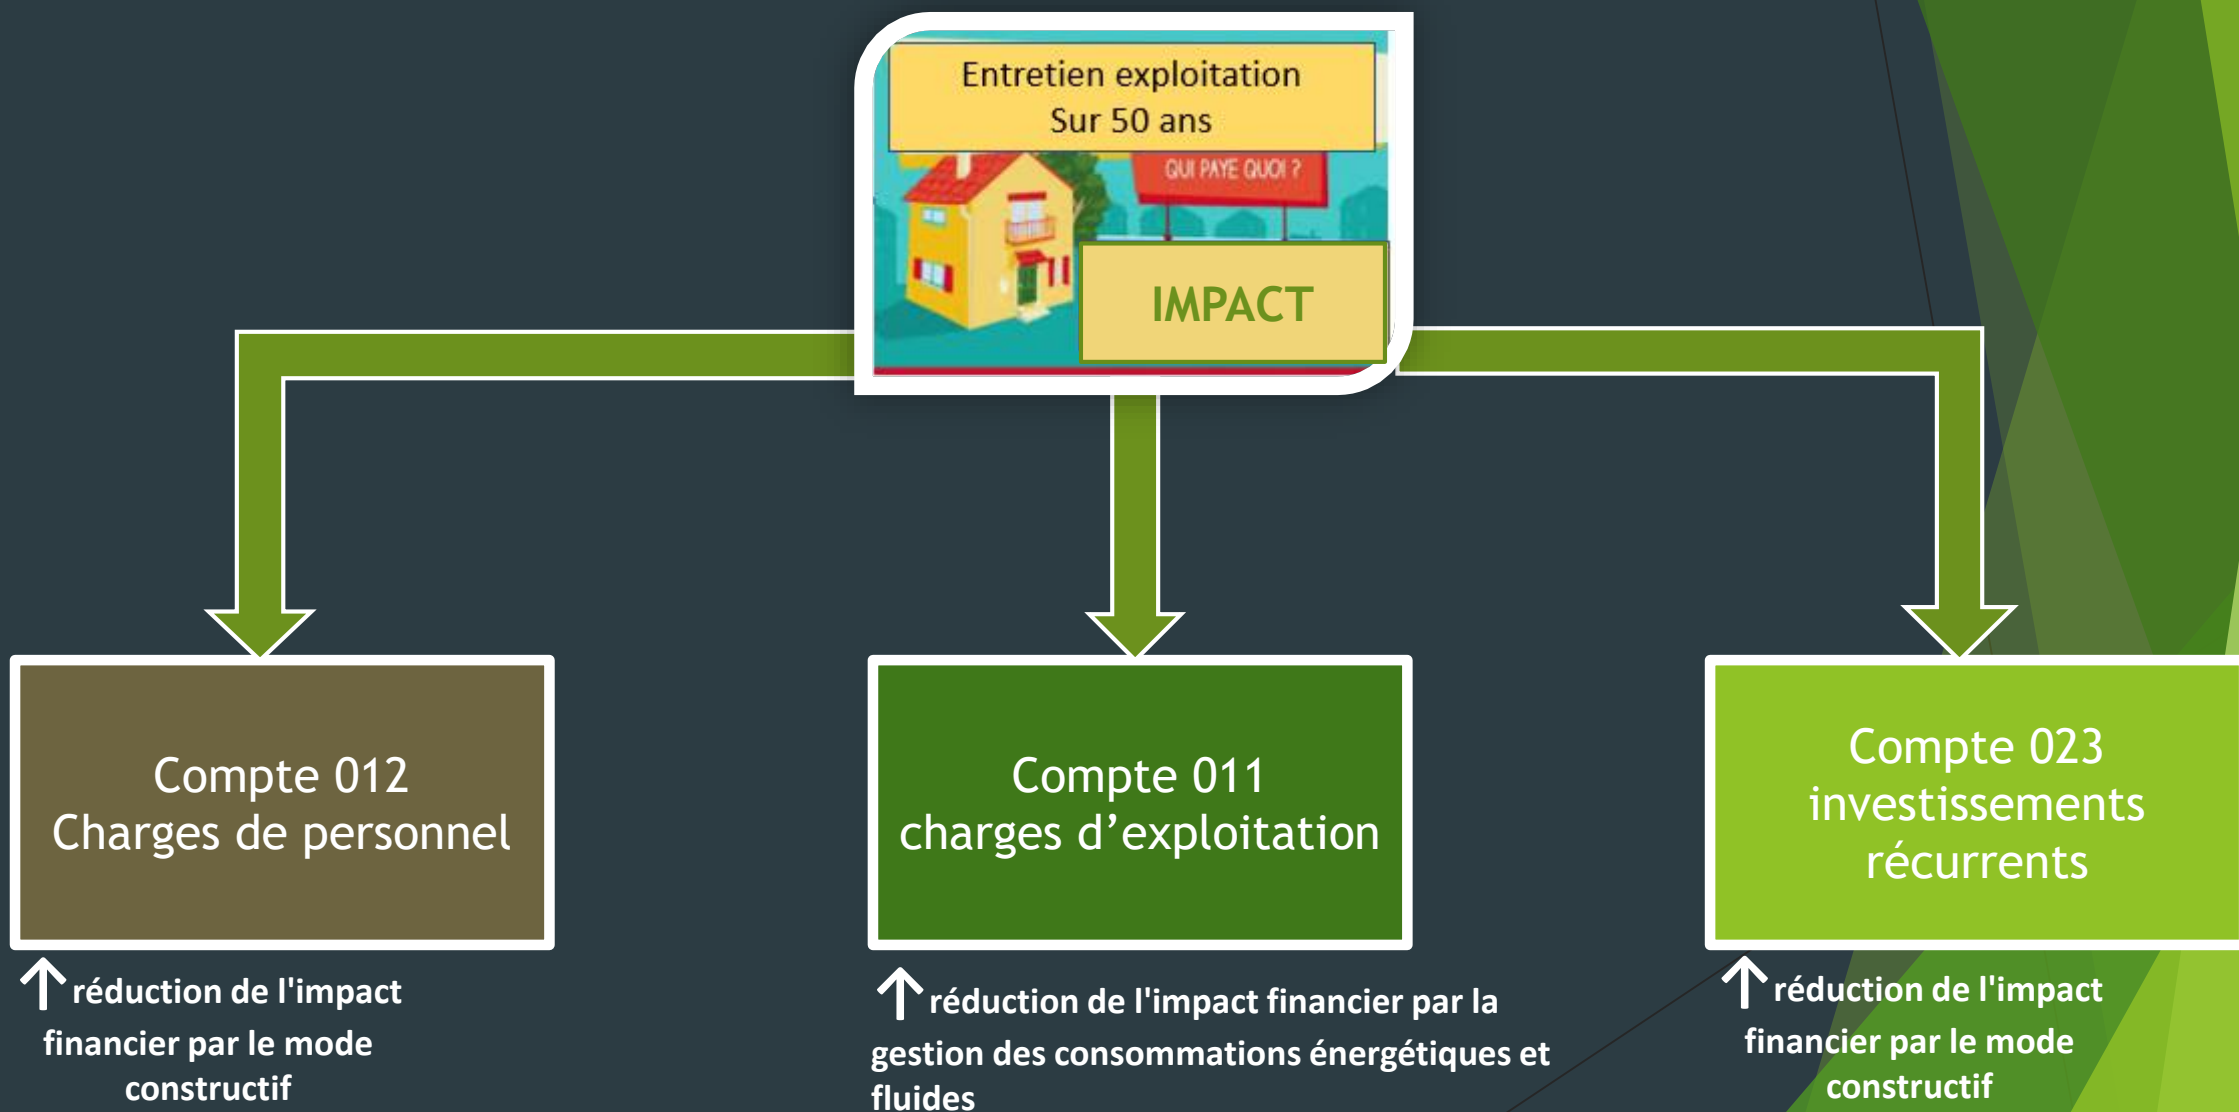 Entretien exploitation
Sur 50 ans
QUI PAYE QUOI ?
IMPACT
Compte 012
Charges de personnel
Compte 011
charges d’exploitation
Compte 023
investissements
récurrents
↑ réduction de l'impact
financier par le mode
constructif
↑ réduction de l'impact financier par la
gestion des consommations énergétiques et
fluides
↑ réduction de l'impact
financier par le mode
constructif